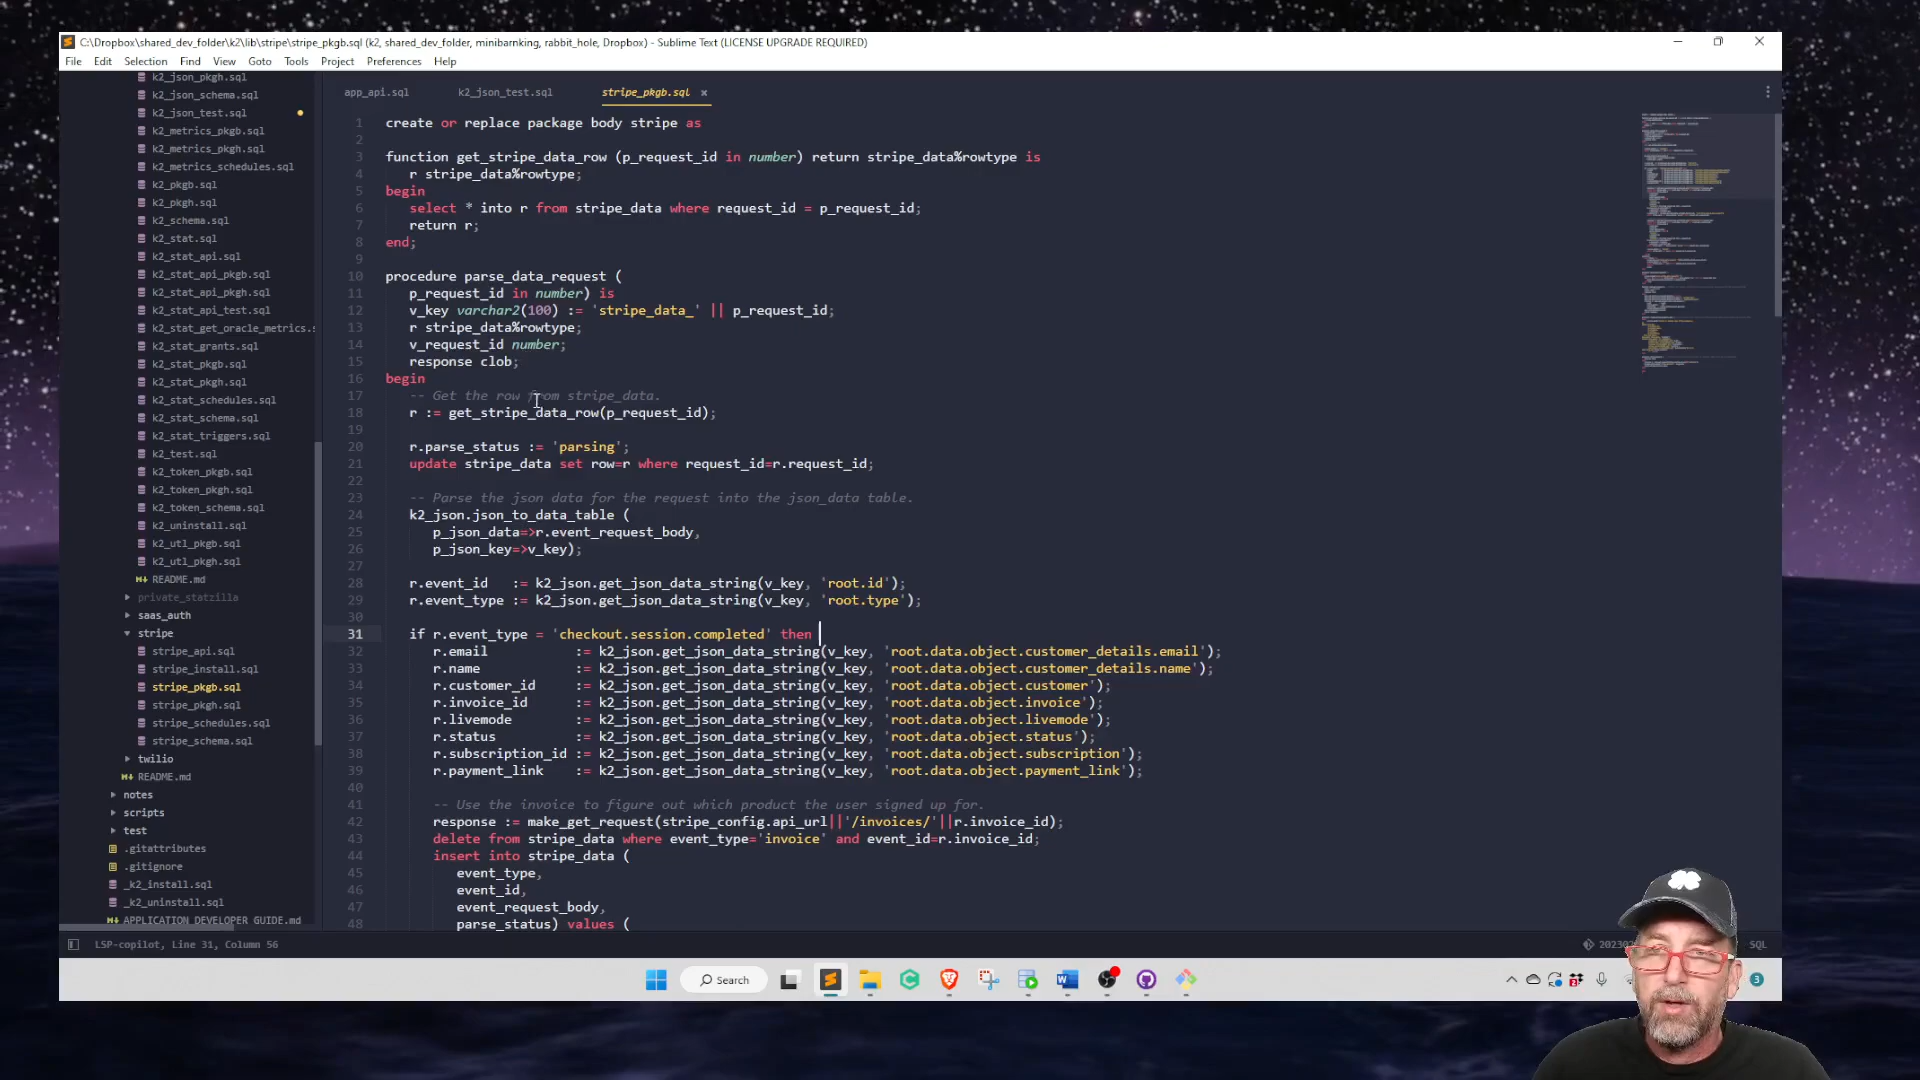 C:\Dropbox\shared_dev_folder\k2\lib\stripe\stripe_pkgb.sql (k2, shared_dev_folder, minibarnking, rabbit_hole, Dropbox) - Sublime Text (LICENSE UPGRADE REQUIRED)
File Edit Selection Find View Goto Tools Project Preferences Help
k2_json_pkgh.sql
k2_json_schema.sql
k2_json_test.sql
k2_metrics_pkgb.sql
k2_metrics_pkgh.sql
k2_metrics_schedules.sql
k2_pkgb.sql
k2_pkgh.sql
k2_schema.sql
k2_stat.sql
k2_stat_api.sql
k2_stat_api_pkgb.sql
k2_stat_api_pkgh.sql
k2_stat_api_test.sql
k2_stat_get_oracle_metrics.s
k2_stat_grants.sql
k2_stat_pkgb.sql
k2_stat_pkgh.sql
k2_stat_schedules.sql
k2_stat_schema.sql
k2_stat_triggers.sql
k2_test.sql
k2_token_pkgb.sql
k2_token_pkgh.sql
k2_token_schema.sql
k2_uninstall.sql
k2_utl_pkgb.sql
k2_utl_pkgh.sql
README.md
private_statzilla
saas_auth
stripe
stripe_api.sql
stripe_install.sql
stripe_pkgb.sql
stripe_pkgh.sql
stripe_schedules.sql
stripe_schema.sql
twilio
README.md
notes
scripts
test
.gitattributes
.gitignore
_k2_install.sql
_k2_uninstall.sql
APPLICATION DEVELOPER GUIDE.md
app_api.sql k2_json_test.sql stripe_pkgb.sql ×
1 create or replace package body stripe as
2
3 function get_stripe_data_row (p_request_id in number) return stripe_data%rowtype is
4 r stripe_data%rowtype;
5 begin
6 select * into r from stripe_data where request_id = p_request_id;
7 return r;
8 end;
9
10 procedure parse_data_request (
11 p_request_id in number) is
12 v_key varchar2(100) := 'stripe_data_' || p_request_id;
13 r stripe_data%rowtype;
14 v_request_id number;
15 response clob;
16 begin
17 -- Get the row from stripe_data.
18 r := get_stripe_data_row(p_request_id);
19
20 r.parse_status := 'parsing';
21 update stripe_data set row=r where request_id=r.request_id;
22
23 -- Parse the json data for the request into the json_data table.
24 k2_json.json_to_data_table (
25 p_json_data=>r.event_request_body,
26 p_json_key=>v_key);
27
28 r.event_id := k2_json.get_json_data_string(v_key, 'root.id');
29 r.event_type := k2_json.get_json_data_string(v_key, 'root.type');
30
31 if r.event_type = 'checkout.session.completed' then
32 r.email := k2_json.get_json_data_string(v_key, 'root.data.object.customer_details.email');
33 r.name := k2_json.get_json_data_string(v_key, 'root.data.object.customer_details.name');
34 r.customer_id := k2_json.get_json_data_string(v_key, 'root.data.object.customer');
35 r.invoice_id := k2_json.get_json_data_string(v_key, 'root.data.object.invoice');
36 r.livemode := k2_json.get_json_data_string(v_key, 'root.data.object.livemode');
37 r.status := k2_json.get_json_data_string(v_key, 'root.data.object.status');
38 r.subscription_id := k2_json.get_json_data_string(v_key, 'root.data.object.subscription');
39 r.payment_link := k2_json.get_json_data_string(v_key, 'root.data.object.payment_link');
40
41 -- Use the invoice to figure out which product the user signed up for.
42 response := make_get_request(stripe_config.api_url||'/invoices/'||r.invoice_id);
43 delete from stripe_data where event_type='invoice' and event_id=r.invoice_id;
44 insert into stripe_data (
45 event_type,
46 event_id,
47 event_request_body,
48 parse_status) values (
LSP-copilot, Line 31, Column 56
SQL
Search
3